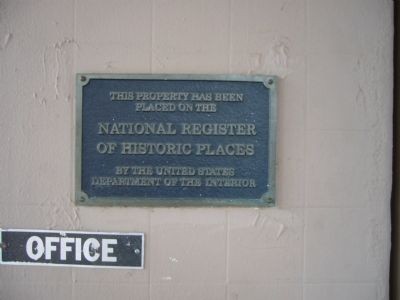 THIS PROPERTY HAS BEEN
PLACED ON THE
NATIONAL REGISTER
OF HISTORIC PLACES
BY THE UNITED STATES
DEPARTMENT OF THE INTERIOR
OFFICE